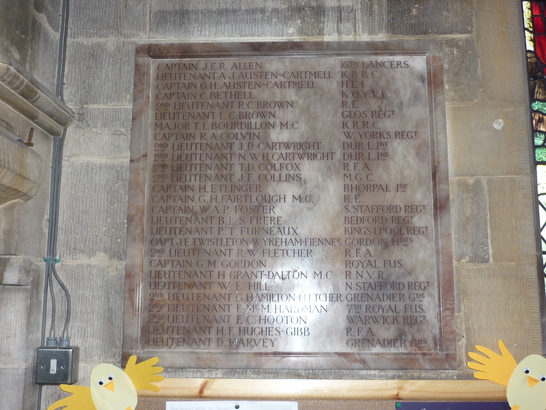 CAPTAIN J.E.R. ALLEN. 16TH LANCERS
LIEUTENANT A.J. AUSTEN-CARTMELL K.R.R.C.
CAPTAIN G.H. AUSTEN-CARTMELL H.L.I.
CAPTAIN C. BETHELL K.O.Y.L.I.
2ND LIEUTENANT R.C. BROWN R.E.
LIEUTENANT L.C. BROWN. GLOS. REGT
MAJOR T.L. BOURDILLON. M.C. K.R.R.C.
CAPTAIN R.A. COLVIN. W. YORKS REGT
2ND LIEUTENANT J.D. CARTWRIGHT DUR. L.I.
2ND LIEUTENANT N.W.H. CARTWRIGHT DUR. L.I.
2ND LIEUTENANT T.D. COLFOX R.F.A.
2ND LIEUTENANT J.F. COLLINS M.G.C.
CAPTAIN H. ETLINGER BHORPAL
CAPTAIN G.H. FAIRTLOUGH M.C. R.E.
CAPTAIN W.A.P. FOSTER S. STAFFORD REGT
LIEUTENANT B.L.S. FRERE BEDFORD REGT
LIEUTENANT P.T. FURNEAUX KINGS L'POOL REGT
CAPT. J.E. TWISTLETON-WYKEHAM-FIENNES GORDON
2ND LIEUTENANT R.W. FLETCHER R.F.A.
CAPTAIN G.M. GORDON ROYAL FUS.
LIEUTENANT H. GRANT-DALTON M.C. R.N.V.R.
LIEUTENANT W.E. HILL N. STAFFORD REGT
2ND LIEUTENANT G. HAMILTON FLETCHER GRENADIER GDS
2ND LIEUTENANT 7TH ROYAL FUS.
2ND LIEUTENANT E.C. HOOTON WARWICK REGT
LIEUTENANT H.F. HUGHES-GIBB R.F.A.
LIEUTENANT D. HARVEY GRENADIER GDS